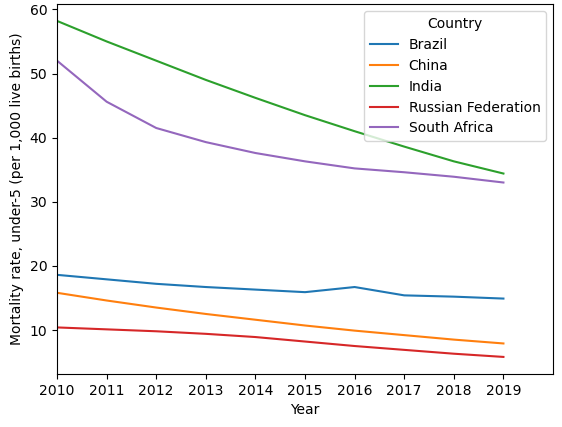 Mortality rate, under-5 (per 1,000 live births)
60
50
40
30
20
10
Country
Brazil
China
India
Russian Federation
South Africa
2010 2011 2012 2013 2014 2015 2016 2017 2018 2019
Year